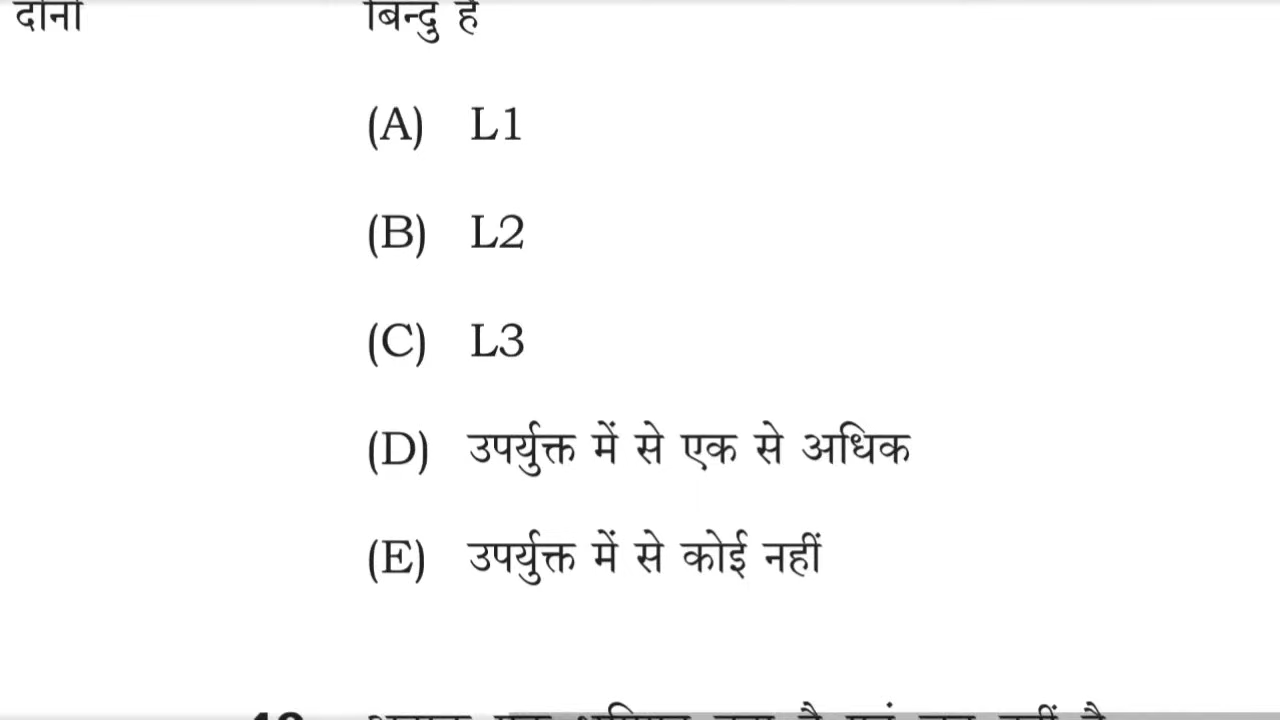 दोनों
बिन्दु है
(A) L1
(B) L2
(C) L3
(D) उपर्युक्त में से एक से अधिक
(E) उपर्युक्त में से कोई नहीं